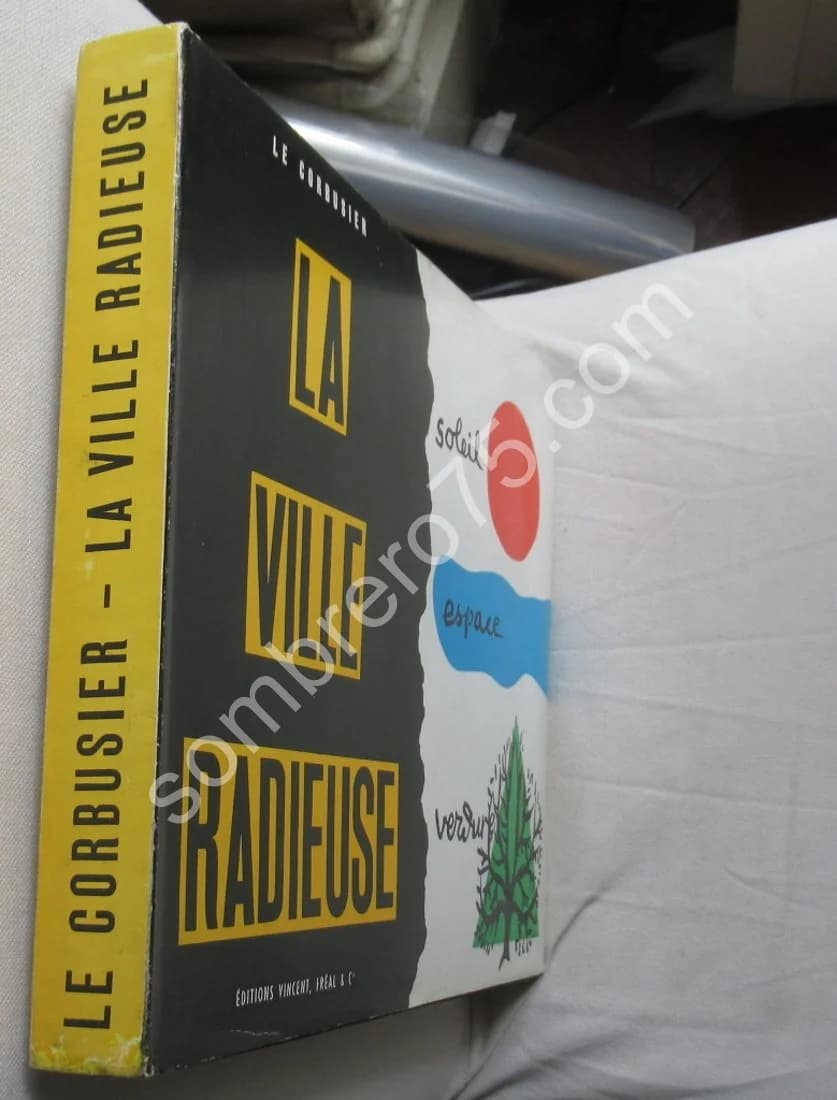 LE CORBUSIER – LA VILLE RADIEUSE
LE CORBUSIER
LA
VILLE
RADIEUSE
ÉDITIONS VINCENT, FRÉAL & Cie
soleil
espace
verdure
sombrero75.com